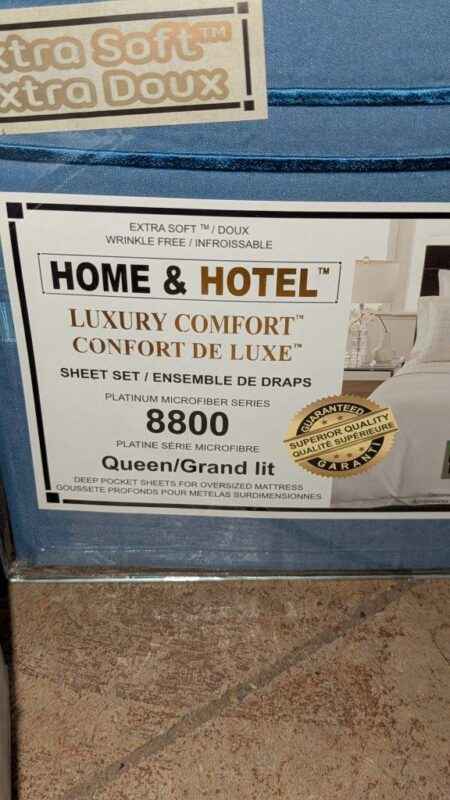 xtra Soft™
xtra Doux
EXTRA SOFT ™ / DOUX
WRINKLE FREE / INFROISSABLE
HOME & HOTEL™
LUXURY COMFORT™
CONFORT DE LUXE™
SHEET SET / ENSEMBLE DE DRAPS
PLATINUM MICROFIBER SERIES
8800
PLATINE SÉRIE MICROFIBRE
Queen/Grand lit
DEEP POCKET SHEETS FOR OVERSIZED MATTRESS
GOUSSETE PROFONDS POUR METELAS SURDIMENSIONNES
GUARANTEED
SUPERIOR QUALITY
QUALITÉ SUPÉRIEURE
GARANTI